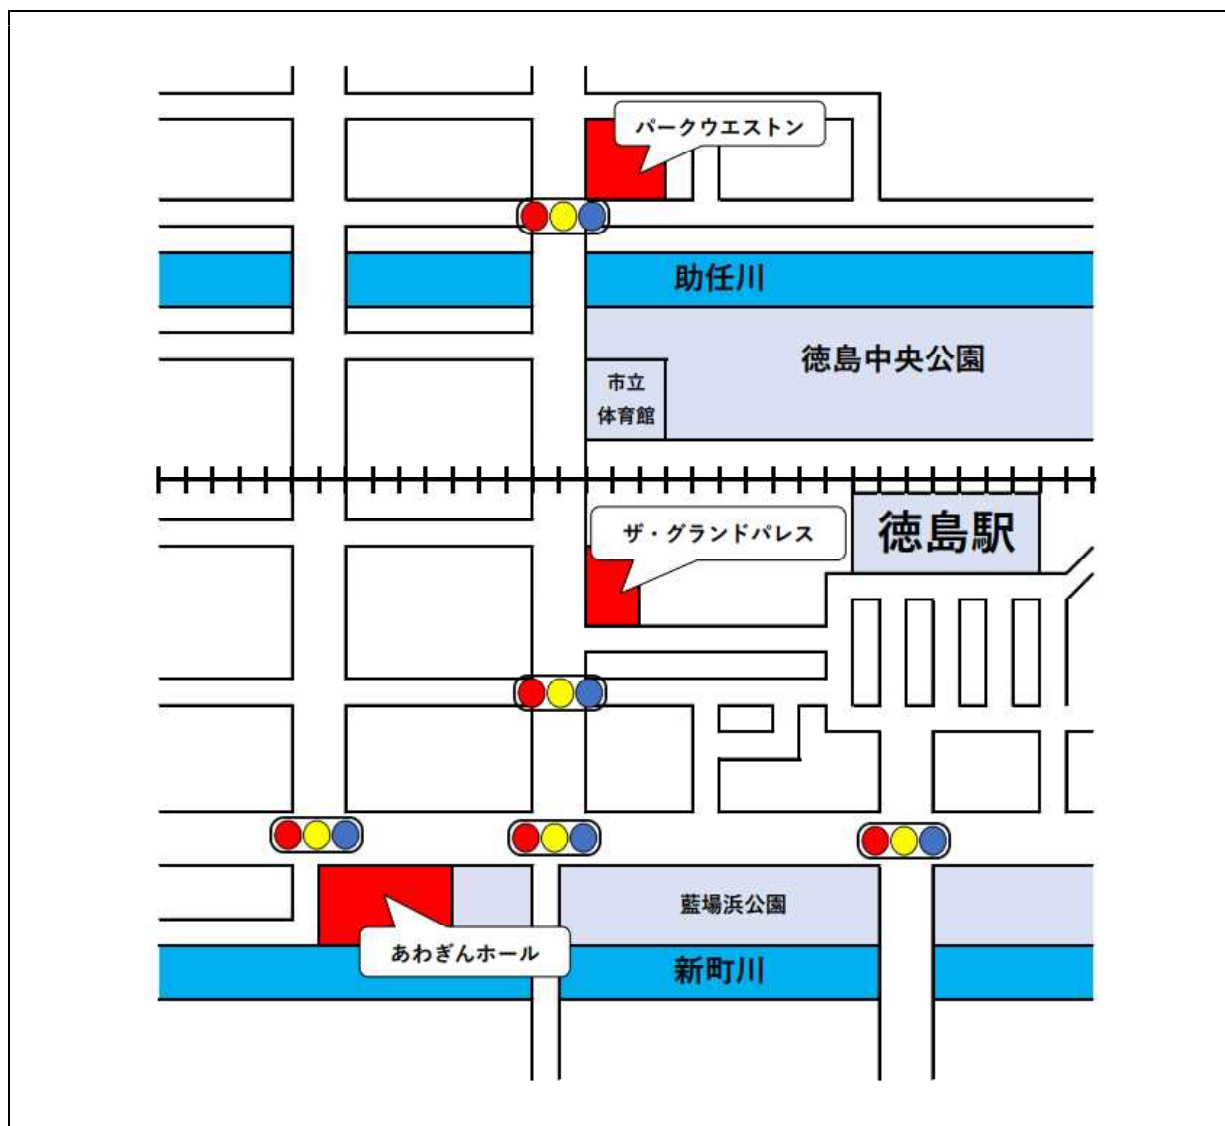 パークウエストン
助任川
徳島中央公園
市立
体育館
ザ・グランドパレス
徳島駅
藍場浜公園
あわぎんホール
新町川